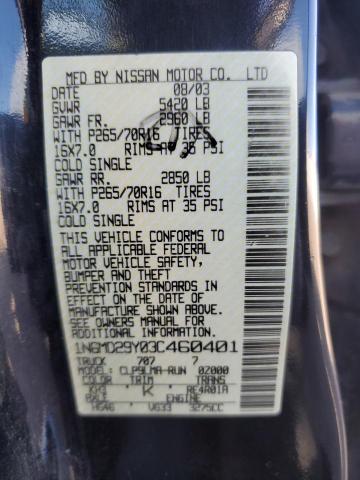 MFD BY NISSAN MOTOR CO. LTD
08/03
GVWR 5420 LB
GAWR FR. 2960 LB
WITH P265/70R16 TIRES
16X7.0 RIMS AT 35 PSI
COLD SINGLE
GAWR RR. 2850 LB
WITH P265/70R16 TIRES
16X7.0 RIMS AT 35 PSI
COLD SINGLE
THIS VEHICLE CONFORMS TO
ALL APPLICABLE FEDERAL
MOTOR VEHICLE SAFETY,
BUMPER AND THEFT
PREVENTION STANDARDS IN
EFFECT ON THE DATE OF
MANUFACTURE SHOWN ABOVE.
*SEE OWNERS MANUAL FOR
ADDITIONAL INFORMATION
1N6MD29Y03C460401
TRUCK 707 7
MODEL: CLP9LMA-RUN 0Z000
COLOR TRIM TRANS
KH3 K RE4R01A
AXLE ENGINE
HG46 VG33 3275CC